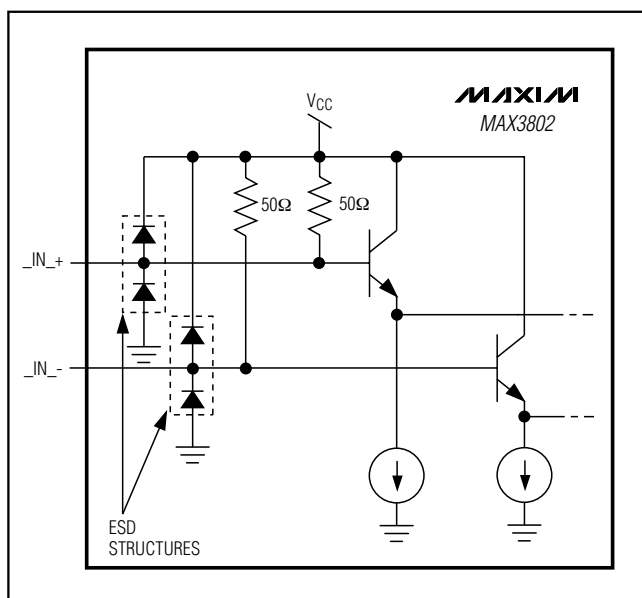 MAXIM
MAX3802
VCC
50Ω
50Ω
_IN_+
_IN_-
ESD
STRUCTURES